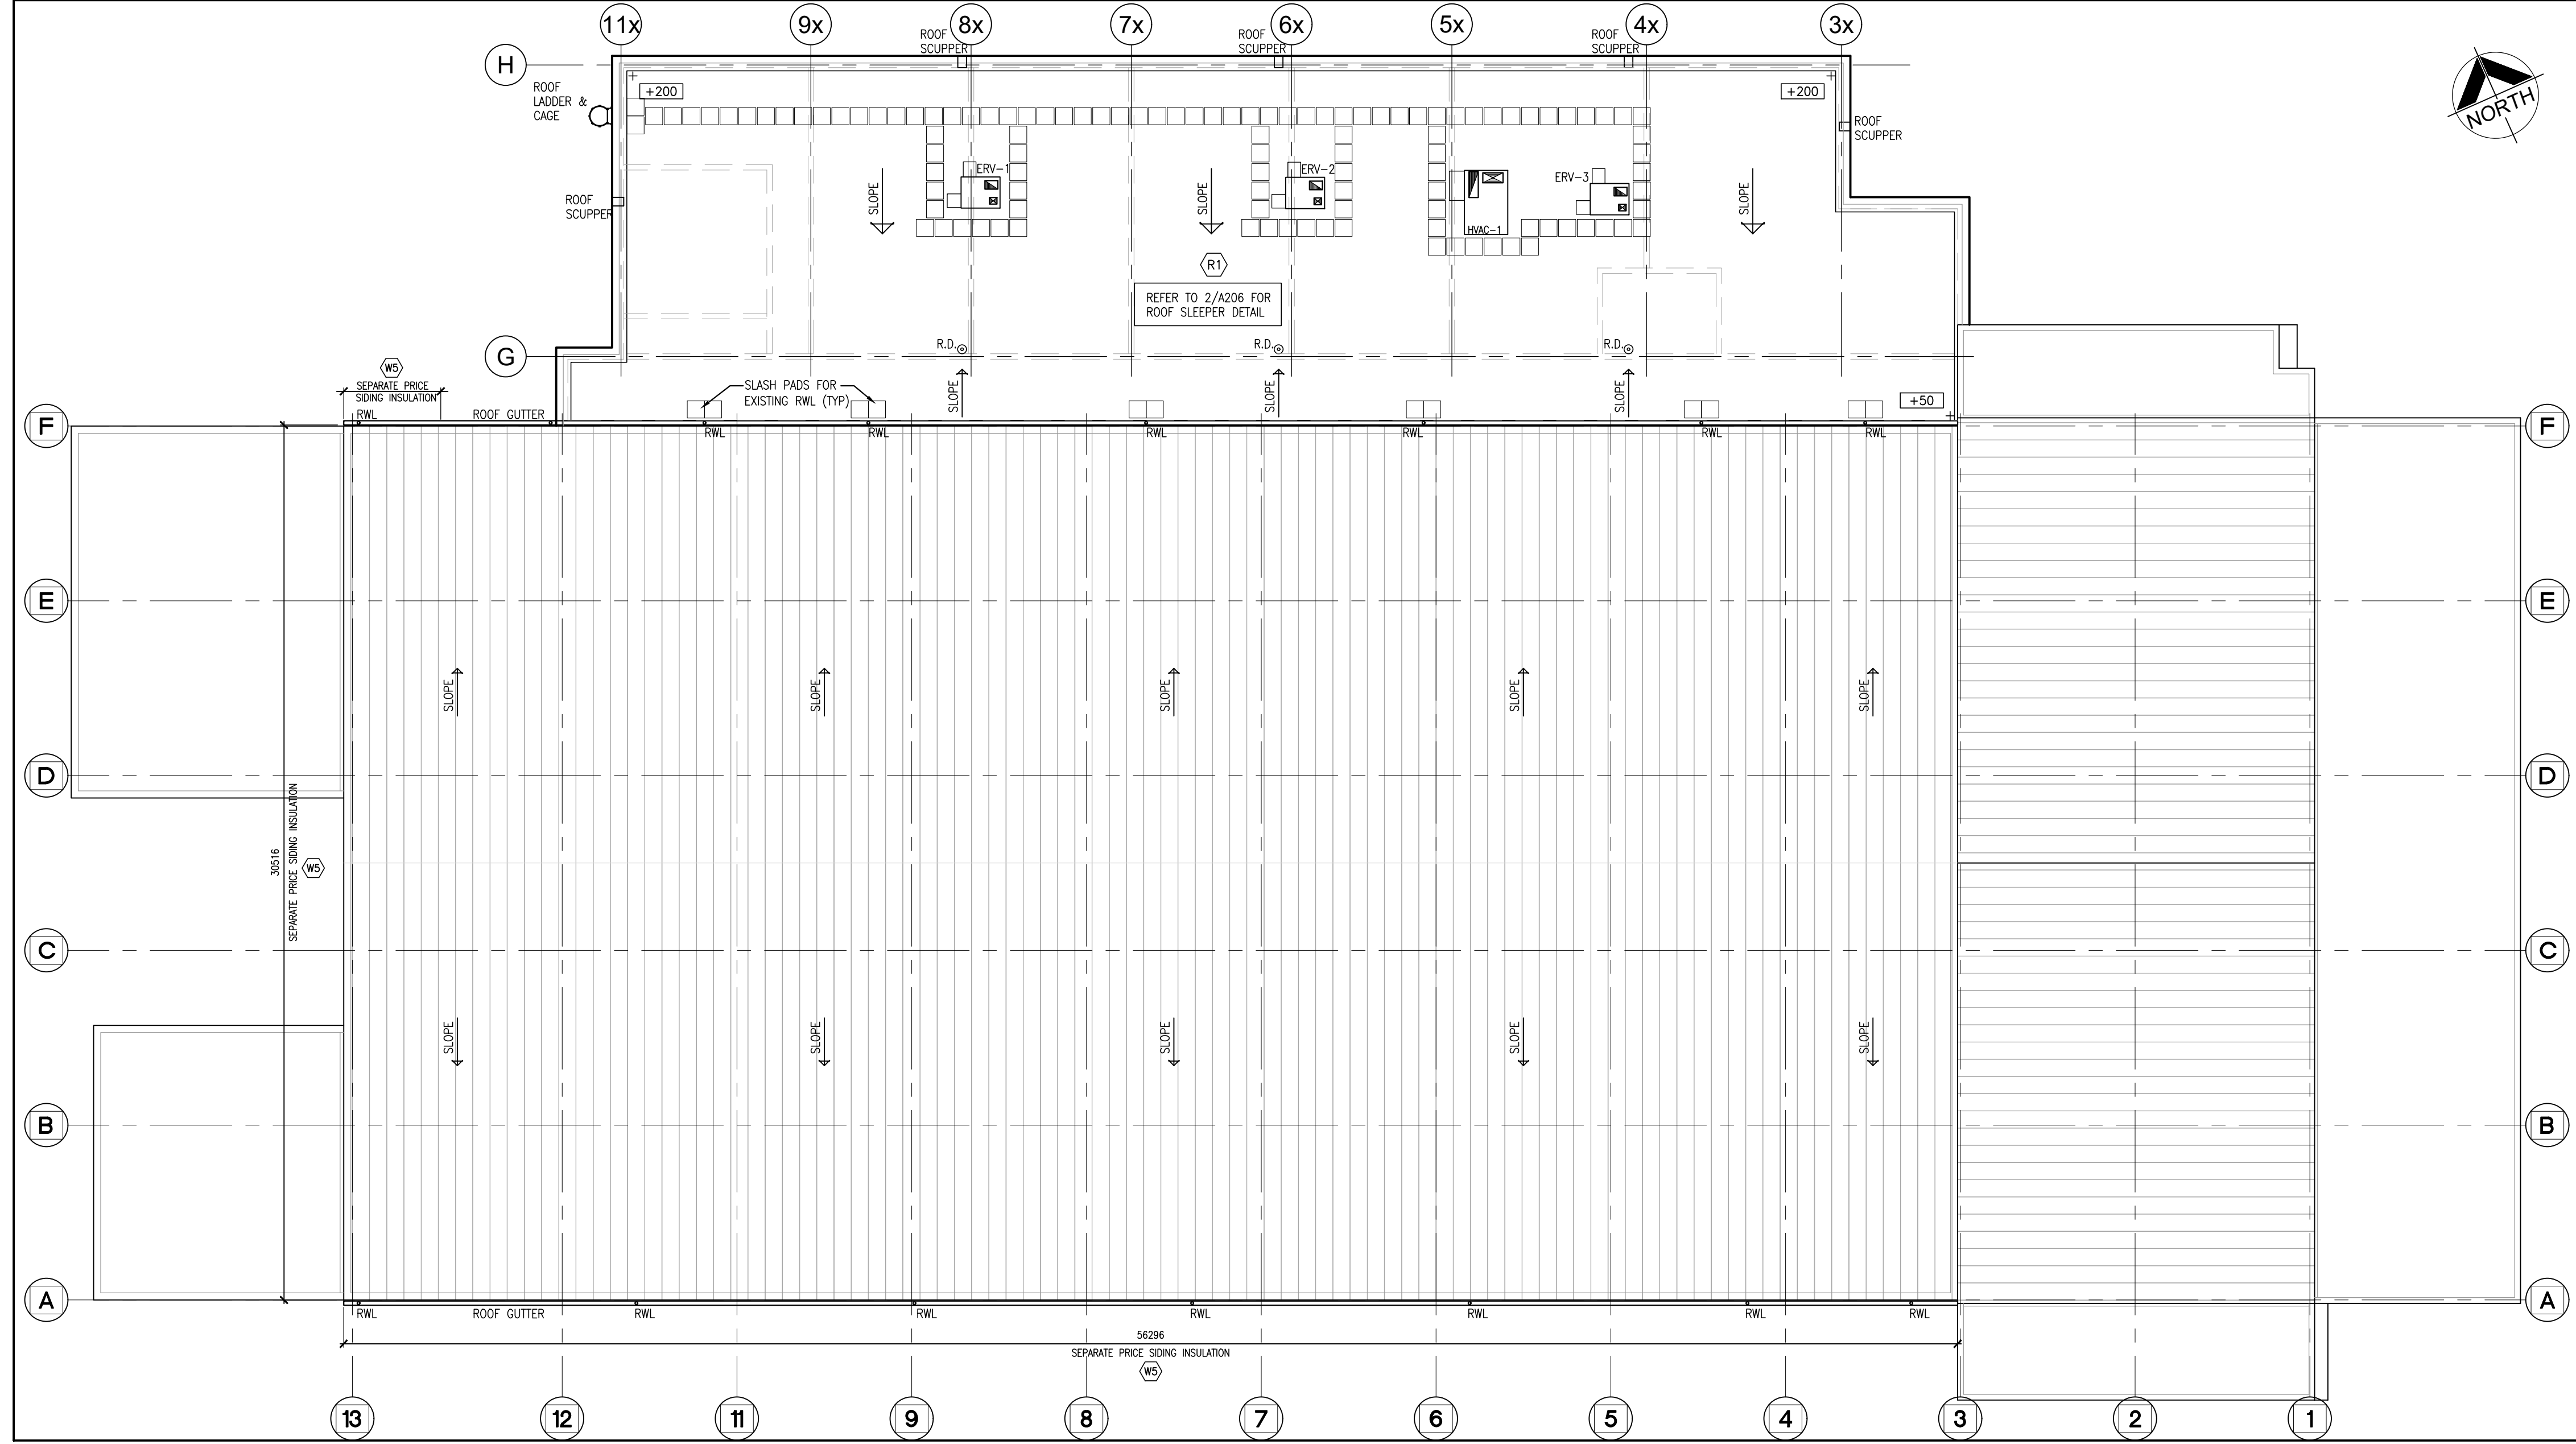 11x
9x
8x
7x
6x
5x
4x
3x
ROOF
SCUPPER
ROOF
SCUPPER
ROOF
SCUPPER
H
NORTH
ROOF
LADDER &
CAGE
+200
+200
ROOF
SCUPPER
ERV-1
ERV-2
ERV-3
HVAC-1
SLOPE
SLOPE
SLOPE
ROOF
SCUPPER
R1
REFER TO 2/A206 FOR
ROOF SLEEPER DETAIL
G
R.D.
R.D.
R.D.
W5
SEPARATE PRICE
SIDING INSULATION
SLASH PADS FOR
EXISTING RWL (TYP)
SLOPE
SLOPE
SLOPE
+50
RWL
ROOF GUTTER
F
RWL
RWL
RWL
RWL
RWL
RWL
F
E
E
SLOPE
SLOPE
SLOPE
SLOPE
SLOPE
D
D
30516
SEPARATE PRICE SIDING INSULATION
W5
C
C
SLOPE
SLOPE
SLOPE
SLOPE
SLOPE
B
B
A
A
RWL
ROOF GUTTER
RWL
RWL
RWL
RWL
RWL
RWL
56296
SEPARATE PRICE SIDING INSULATION
W5
13
12
11
9
8
7
6
5
4
3
2
1